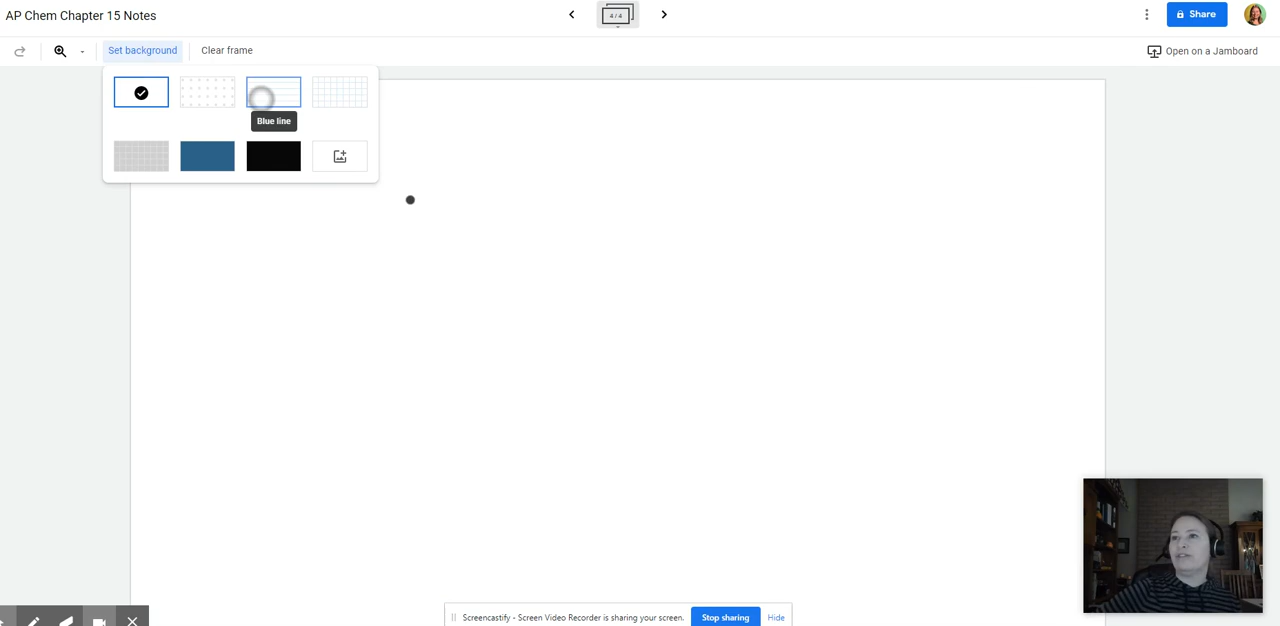 AP Chem Chapter 15 Notes
4 / 4
Share
Set background
Clear frame
Open on a Jamboard
Blue line
Screencastify - Screen Video Recorder is sharing your screen.
Stop sharing
Hide